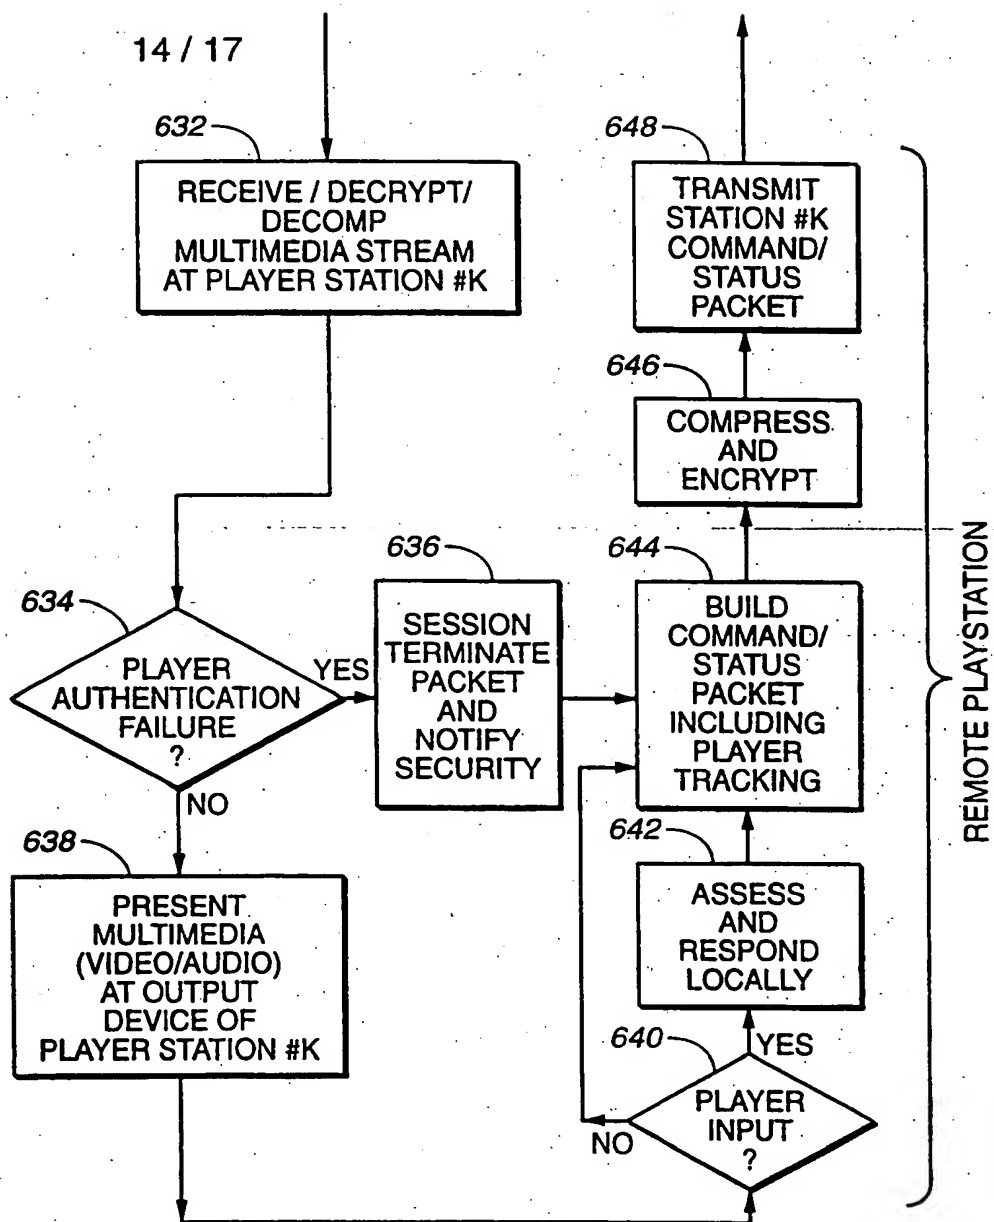 14 / 17
632
RECEIVE / DECRYPT/
DECOMP
MULTIMEDIA STREAM
AT PLAYER STATION #K
634
PLAYER
AUTHENTICATION
FAILURE
?
YES
NO
636
SESSION
TERMINATE
PACKET
AND
NOTIFY
SECURITY
638
PRESENT
MULTIMEDIA
(VIDEO/AUDIO)
AT OUTPUT
DEVICE OF
PLAYER STATION #K
648
TRANSMIT
STATION #K
COMMAND/
STATUS
PACKET
646
COMPRESS
AND
ENCRYPT
644
BUILD
COMMAND/
STATUS
PACKET
INCLUDING
PLAYER
TRACKING
642
ASSESS
AND
RESPOND
LOCALLY
640
YES
PLAYER
INPUT
?
NO
REMOTE PLAYSTATION